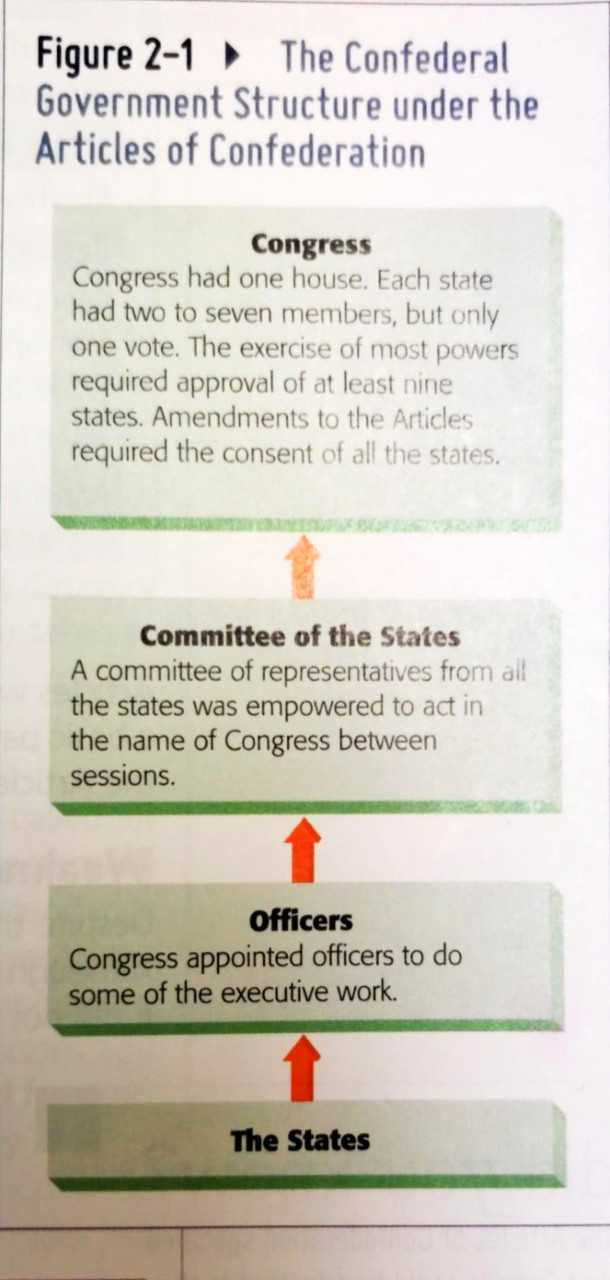 Figure 2–1 ▶ The Confederal
Government Structure under the
Articles of Confederation
Congress
Congress had one house. Each state
had two to seven members, but only
one vote. The exercise of most powers
required approval of at least nine
states. Amendments to the Articles
required the consent of all the states.
Committee of the States
A committee of representatives from all
the states was empowered to act in
the name of Congress between
sessions.
Officers
Congress appointed officers to do
some of the executive work.
The States